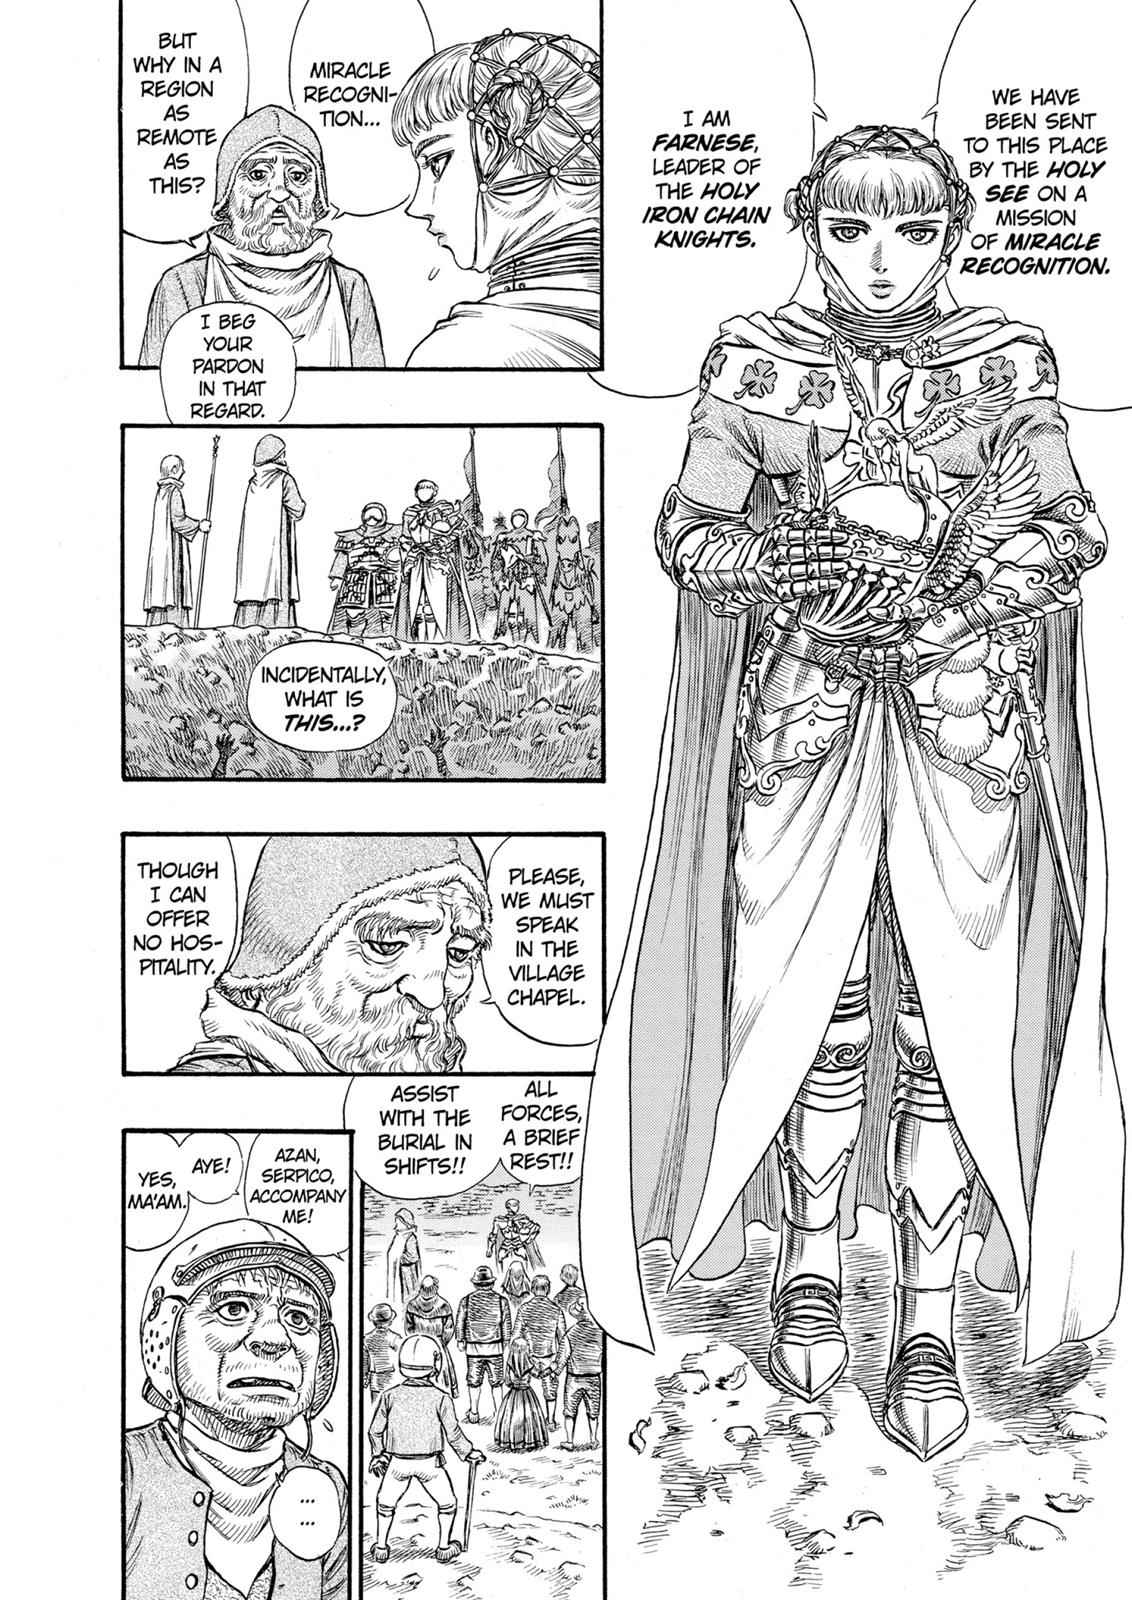 WE HAVE
BEEN SENT
TO THIS PLACE
BY THE HOLY
SEE ON A
MISSION
OF MIRACLE
RECOGNITION.
I AM
FARNESE,
LEADER OF
THE HOLY
IRON CHAIN
KNIGHTS.
MIRACLE
RECOGNI-
TION...
BUT
WHY IN A
REGION
AS
REMOTE
AS
THIS?
I BEG
YOUR
PARDON
IN THAT
REGARD.
INCIDENTALLY,
WHAT IS
THIS...?
PLEASE,
WE MUST
SPEAK
IN THE
VILLAGE
CHAPEL.
THOUGH
I CAN
OFFER
NO HOS-
PITALITY.
ALL
FORCES,
A BRIEF
REST!!
ASSIST
WITH THE
BURIAL IN
SHIFTS!!
AZAN,
SERPICO,
ACCOMPANY
ME!
AYE!
YES,
MA'AM.
...
...